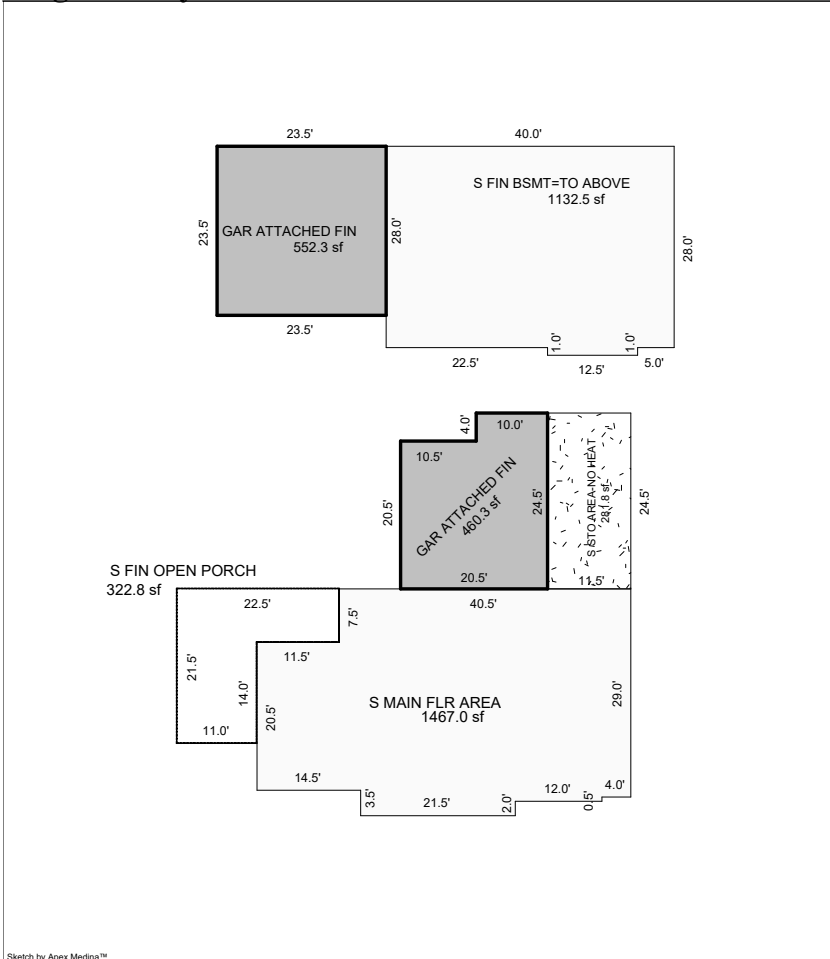 23.5'
40.0'
S FIN BSMT=TO ABOVE
1132.5 sf
GAR ATTACHED FIN
552.3 sf
23.5'
28.0'
28.0'
23.5'
1.0'
1.0'
22.5'
12.5'
5.0'
4.0'
10.0'
10.5'
GAR ATTACHED FIN
460.3 sf
20.5'
24.5'
S STO AREA-NO HEAT
281.8 sf
24.5'
20.5'
11.5'
S FIN OPEN PORCH
322.8 sf
22.5'
40.5'
7.5'
11.5'
21.5'
14.0'
20.5'
29.0'
S MAIN FLR AREA
1467.0 sf
11.0'
14.5'
3.5'
21.5'
2.0'
12.0'
0.5'
4.0'
Sketch by Apex Medina™